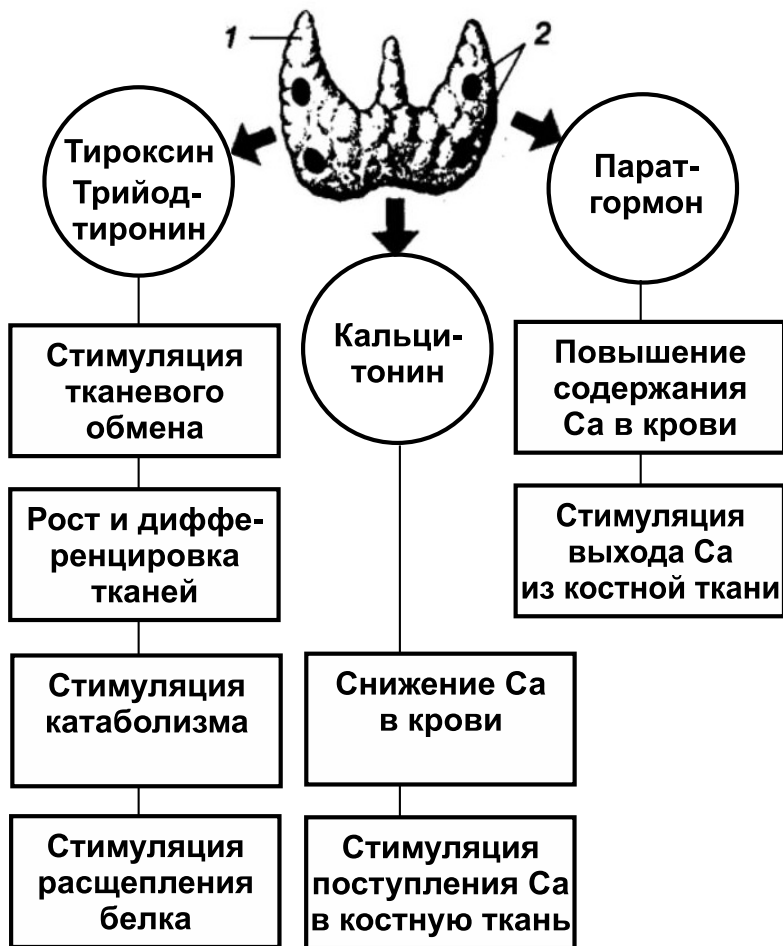 1
2
Тироксин
Трийод-
тиронин
Стимуляция
тканевого
обмена
Рост и диффе-
ренцировка
тканей
Стимуляция
катаболизма
Стимуляция
расщепления
белка
Кальци-
тонин
Снижение Са
в крови
Стимуляция
поступления Са
в костную ткань
Парат-
гормон
Повышение
содержания
Са в крови
Стимуляция
выхода Са
из костной ткани